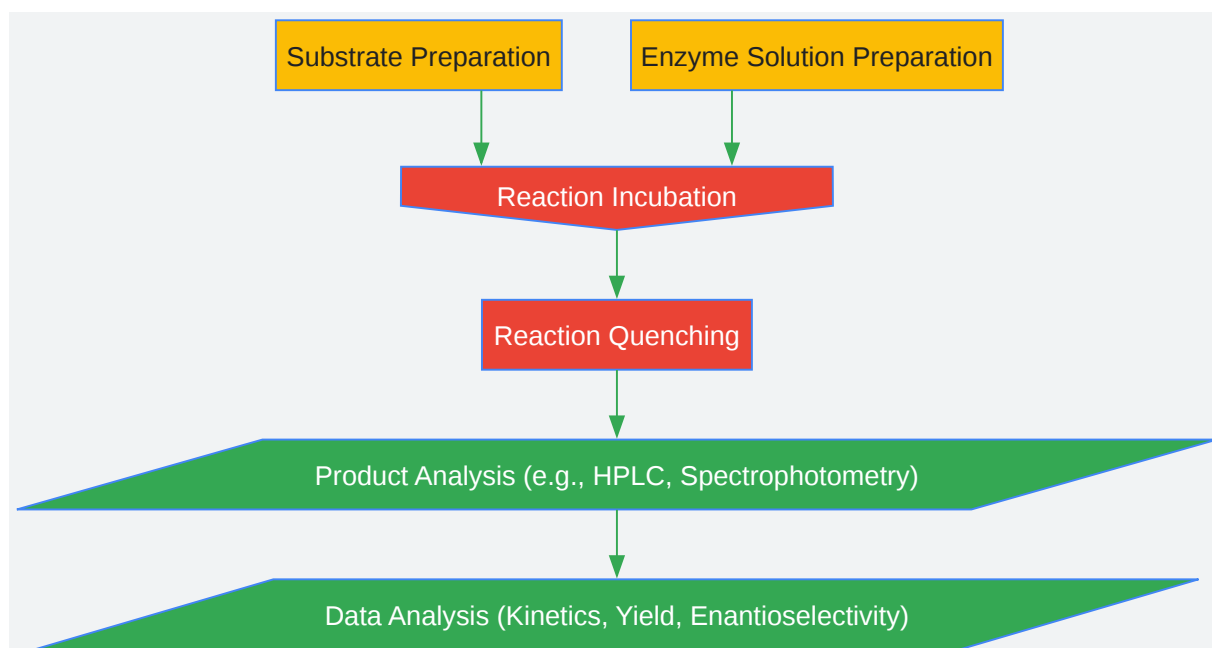 Substrate Preparation
Enzyme Solution Preparation
Reaction Incubation
Reaction Quenching
Product Analysis (e.g., HPLC, Spectrophotometry)
Data Analysis (Kinetics, Yield, Enantioselectivity)